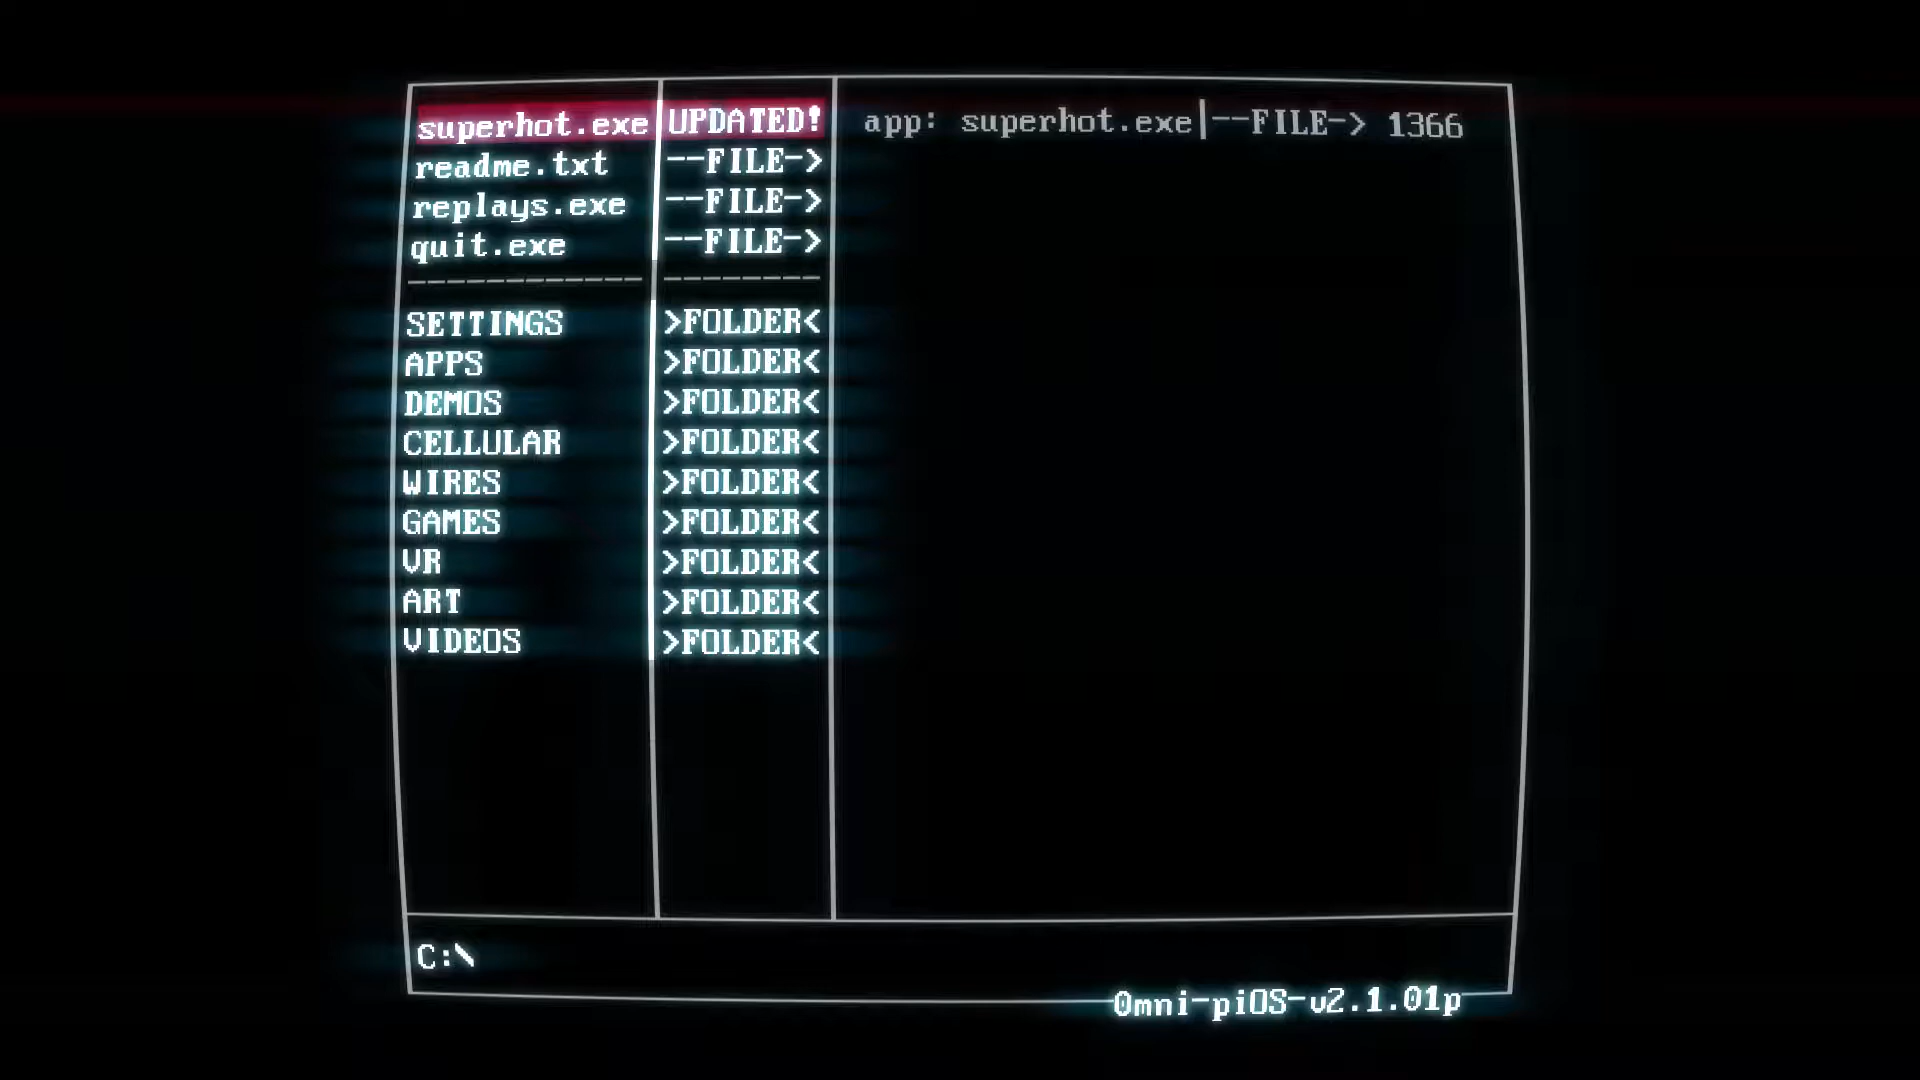 superhot.exe UPDATED! app: superhot.exe|--FILE-> 1366
readme.txt --FILE->
replays.exe --FILE->
quit.exe --FILE->
SETTINGS >FOLDER<
APPS >FOLDER<
DEMOS >FOLDER<
CELLULAR >FOLDER<
WIRES >FOLDER<
GAMES >FOLDER<
VR >FOLDER<
ART >FOLDER<
VIDEOS >FOLDER<
C:\
Omni-piOS-v2.1.01p